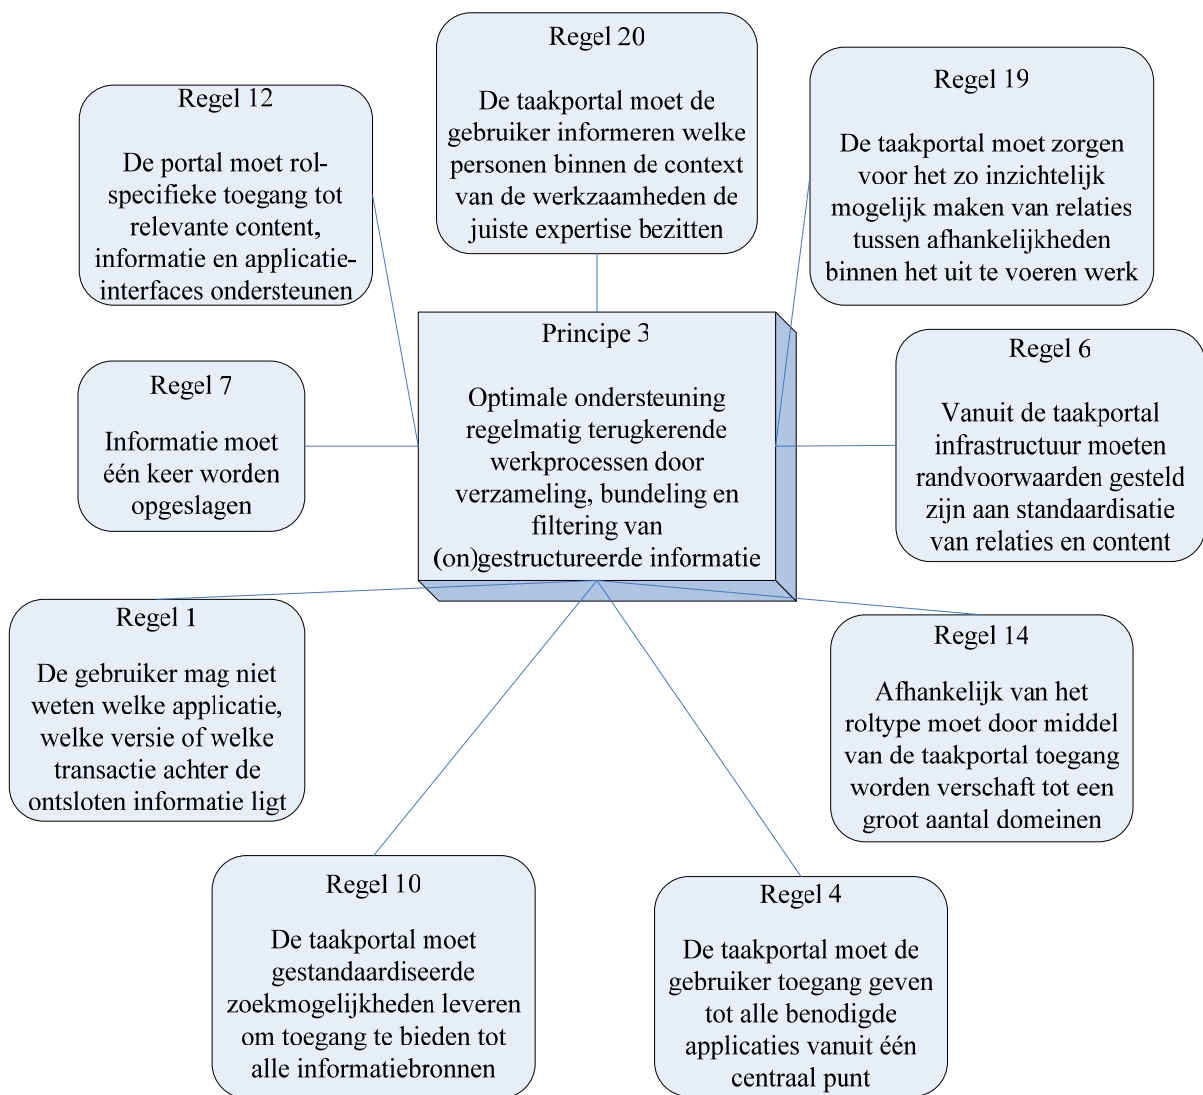 Regel 20
De taakportal moet de
gebruiker informeren welke
personen binnen de context
van de werkzaamheden de
juiste expertise bezitten
Regel 12
De portal moet rol-
specifieke toegang tot
relevante content,
informatie en applicatie-
interfaces ondersteunen
Regel 19
De taakportal moet zorgen
voor het zo inzichtelijk
mogelijk maken van relaties
tussen afhankelijkheden
binnen het uit te voeren werk
Principe 3
Optimale ondersteuning
regelmatig terugkerende
werkprocessen door
verzameling, bundeling en
filtering van
(on)gestructureerde informatie
Regel 7
Informatie moet
één keer worden
opgeslagen
Regel 6
Vanuit de taakportal
infrastructuur moeten
randvoorwaarden gesteld
zijn aan standaardisatie
van relaties en content
Regel 1
De gebruiker mag niet
weten welke applicatie,
welke versie of welke
transactie achter de
ontsloten informatie ligt
Regel 14
Afhankelijk van het
roltype moet door middel
van de taakportal toegang
worden verschaft tot een
groot aantal domeinen
Regel 10
De taakportal moet
gestandaardiseerde
zoekmogelijkheden leveren
om toegang te bieden tot
alle informatiebronnen
Regel 4
De taakportal moet de
gebruiker toegang geven
tot alle benodigde
applicaties vanuit één
centraal punt